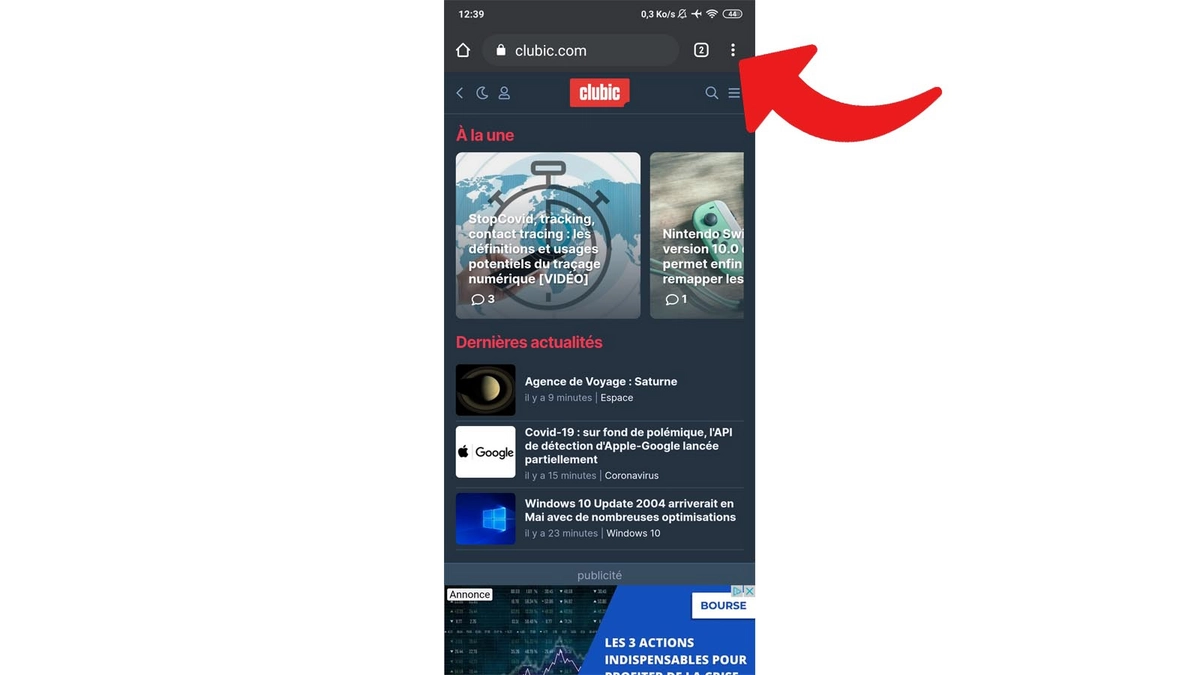 12:39
0,3 Ko/s
44
clubic.com
2
clubic
À la une
StopCovid, tracking,
contact tracing : les
définitions et usages
potentiels du traçage
numérique [VIDÉO]
3
Nintendo Swi
version 10.0
permet enfin
remapper les
1
Dernières actualités
Agence de Voyage : Saturne
il y a 9 minutes | Espace
Google
Covid-19 : sur fond de polémique, l'API
de détection d'Apple-Google lancée
partiellement
il y a 15 minutes | Coronavirus
Windows 10 Update 2004 arriverait en
Mai avec de nombreuses optimisations
il y a 23 minutes | Windows 10
publicité
Annonce
BOURSE
LES 3 ACTIONS
INDISPENSABLES POUR
PROFITER DE LA CRISE